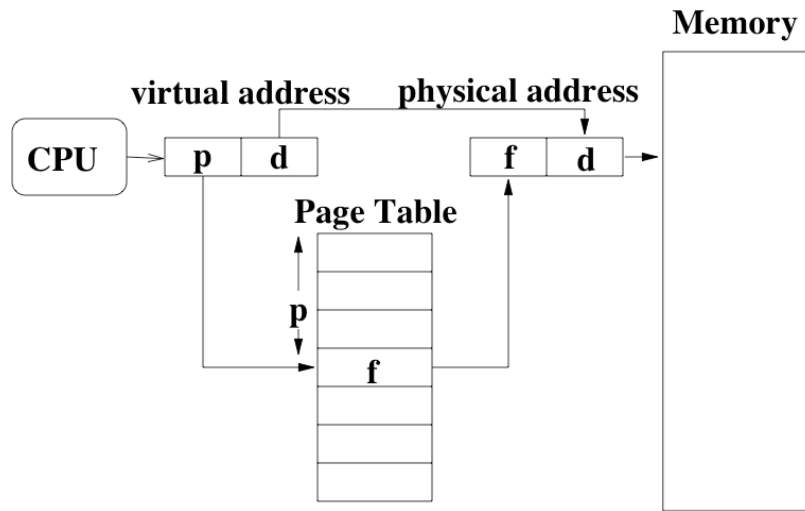 Memory
virtual address
physical address
CPU
p
d
f
d
Page Table
p
f